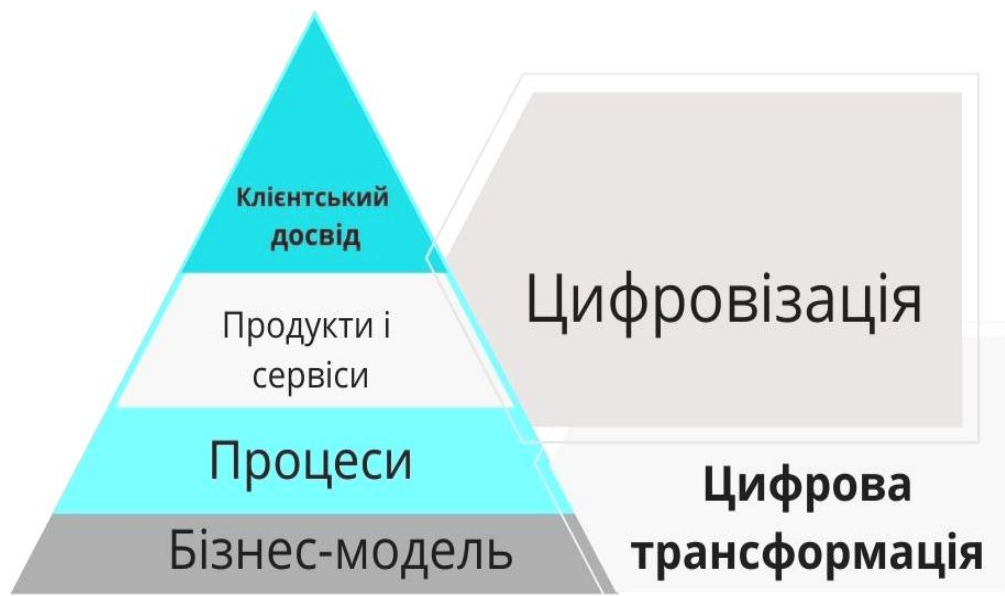 Клієнтський
досвід
Продукти і
сервіси
Процеси
Бізнес-модель
Цифровізація
Цифрова
трансформація